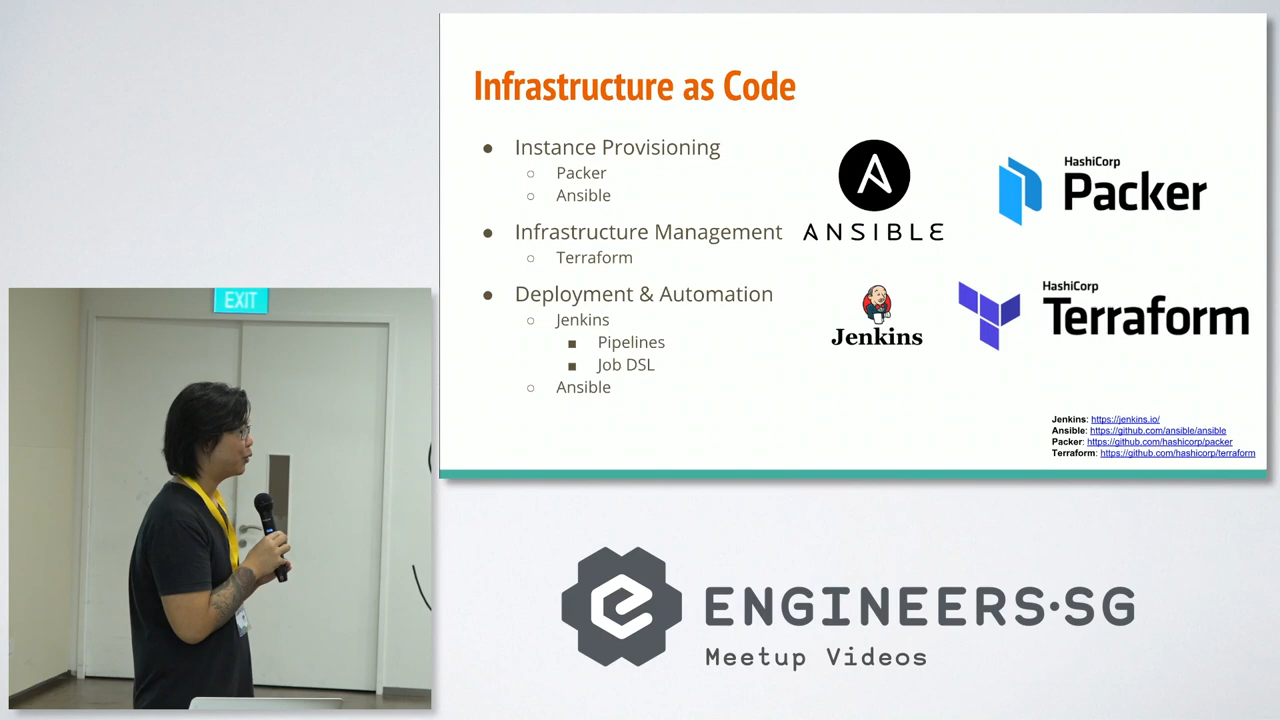 Infrastructure as Code
● Instance Provisioning
○ Packer
○ Ansible
● Infrastructure Management
○ Terraform
● Deployment & Automation
○ Jenkins
■ Pipelines
■ Job DSL
○ Ansible
ANSIBLE
HashiCorp
Packer
Jenkins
HashiCorp
Terraform
Jenkins: https://jenkins.io/
Ansible: https://github.com/ansible/ansible
Packer: https://github.com/hashicorp/packer
Terraform: https://github.com/hashicorp/terraform
EXIT
ENGINEERS·SG
Meetup Videos